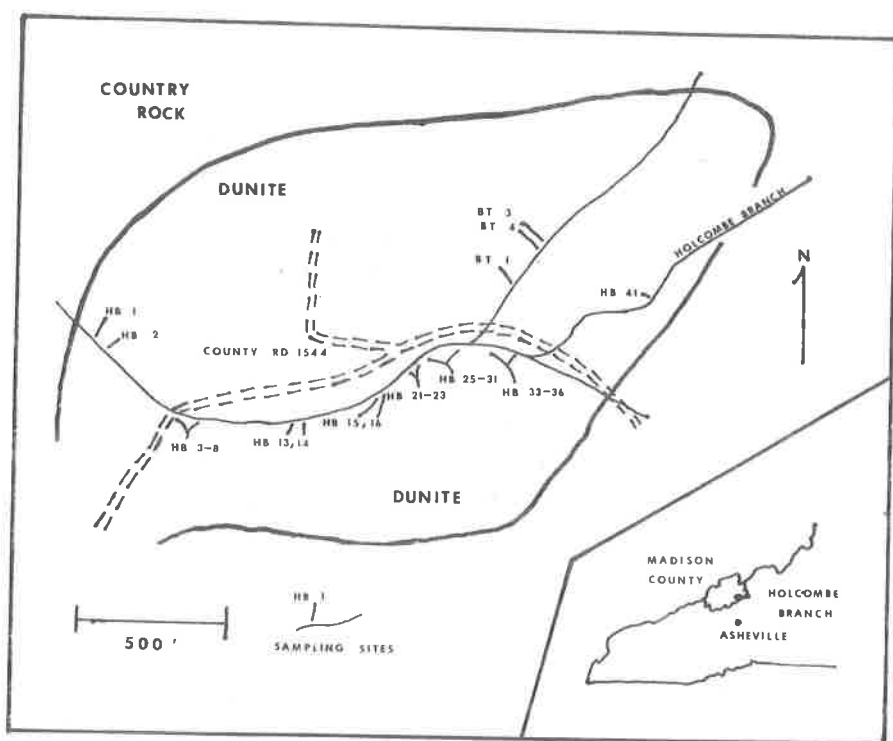 COUNTRY
ROCK
DUNITE
BT 3
BT 4
BT 1
HOLCOMBE BRANCH
N
HB 41
HB 1
HB 2
COUNTY RD 1544
HB 25-31
HB 33-36
HB 21-23
HB 15,16
HB 13,14
HB 3-8
DUNITE
MADISON
COUNTY
HOLCOMBE
BRANCH
ASHEVILLE
HB 1
500'
SAMPLING SITES